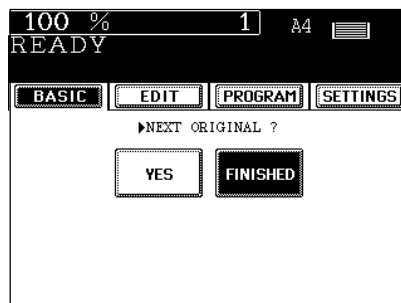 100 % 1 A4
READY
BASIC EDIT PROGRAM SETTINGS
▶NEXT ORIGINAL ?
YES FINISHED